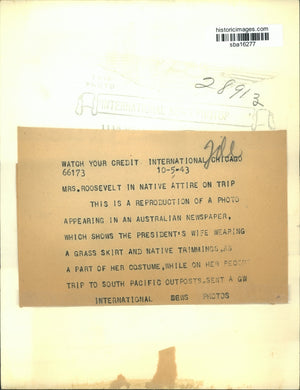 historicimages.com
sba16277
28913
INTERNATIONAL
WATCH YOUR CREDIT INTERNATIONAL CHICAGO
66173 10-5-43
MRS. ROOSEVELT IN NATIVE ATTIRE ON TRIP
THIS IS A REPRODUCTION OF A PHOTO
APPEARING IN AN AUSTRALIAN NEWSPAPER,
WHICH SHOWS THE PRESIDENT'S WIFE WEARING
A GRASS SKIRT AND NATIVE TRIMMINGS, AS
A PART OF HER COSTUME, WHILE ON HER RECENT
TRIP TO SOUTH PACIFIC OUTPOSTS. SENT A GW
INTERNATIONAL NEWS PHOTOS